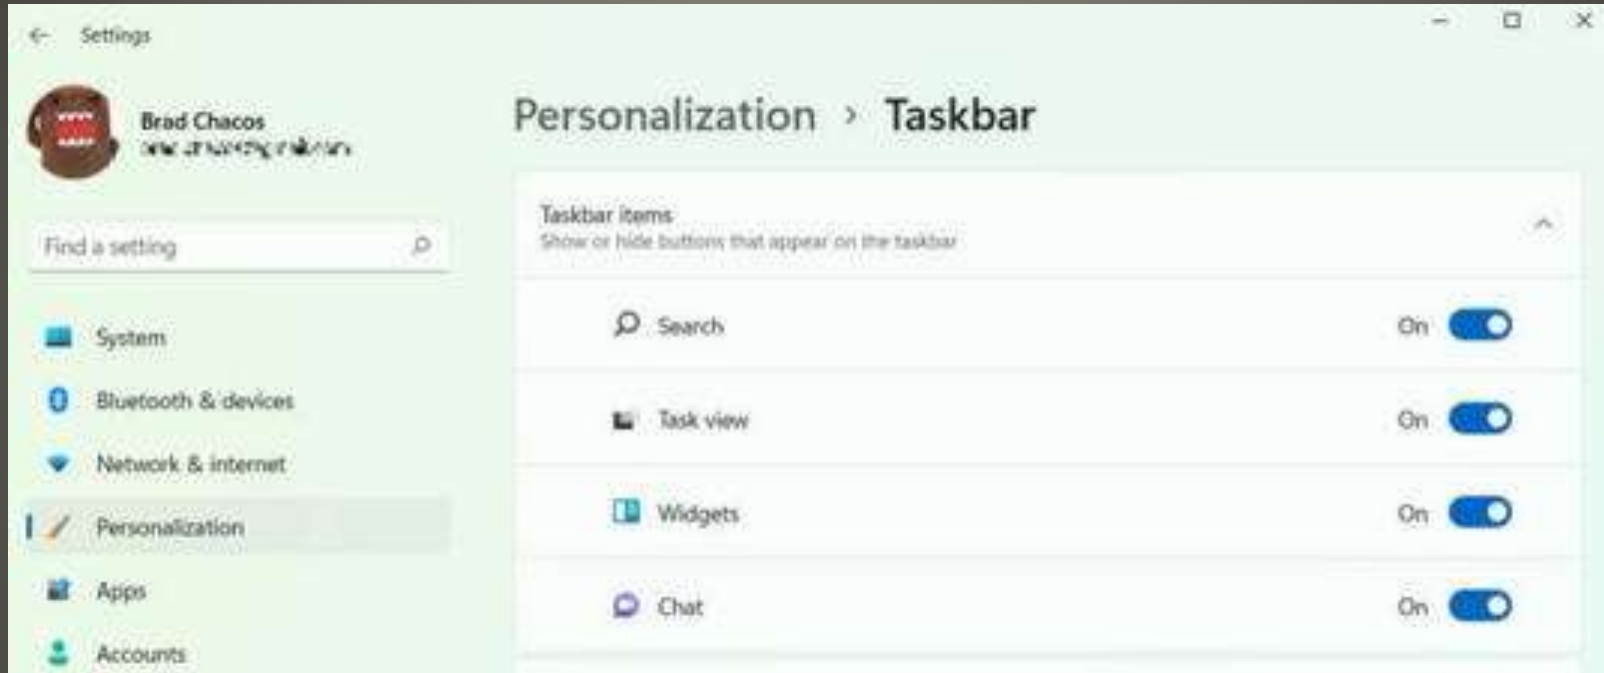 Settings
Brad Chacos
Find a setting
System
Bluetooth & devices
Network & internet
Personalization
Apps
Accounts
Personalization > Taskbar
Taskbar items
Show or hide buttons that appear on the taskbar
Search On
Task view On
Widgets On
Chat On